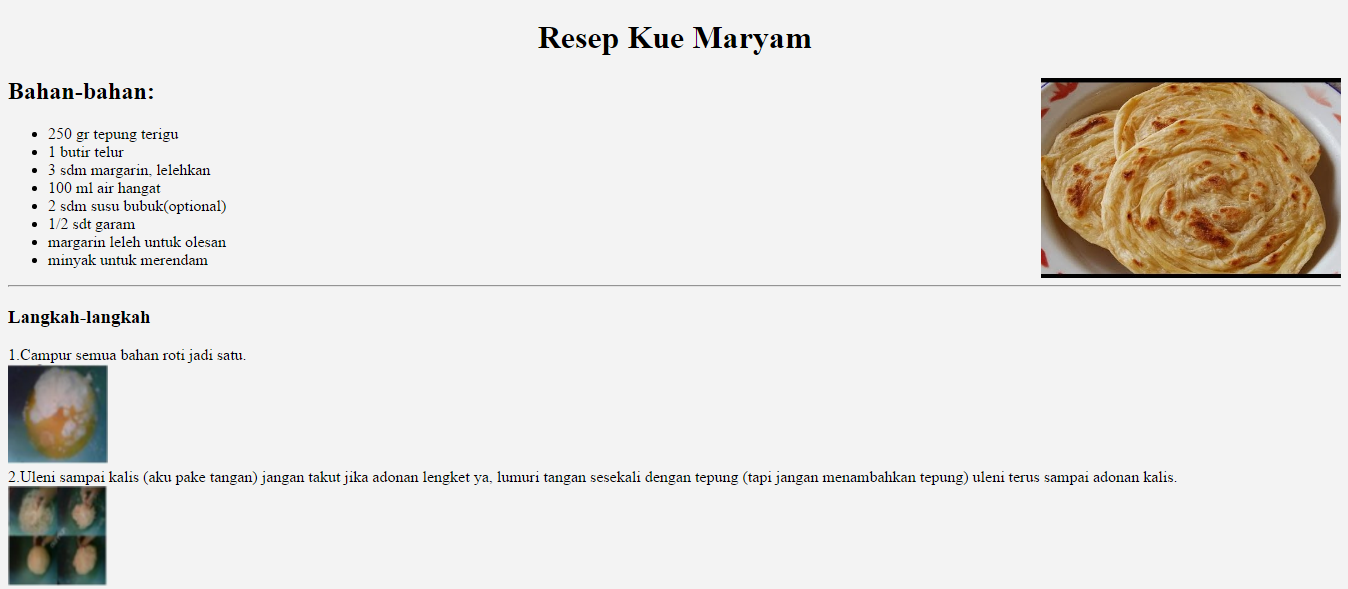 Resep Kue Maryam
Bahan-bahan:
250 gr tepung terigu
1 butir telur
3 sdm margarin, lelehkan
100 ml air hangat
2 sdm susu bubuk(optional)
1/2 sdt garam
margarin leleh untuk olesan
minyak untuk merendam
Langkah-langkah
1.Campur semua bahan roti jadi satu.
2.Uleni sampai kalis (aku pake tangan) jangan takut jika adonan lengket ya, lumuri tangan sesekali dengan tepung (tapi jangan menambahkan tepung) uleni terus sampai adonan kalis.